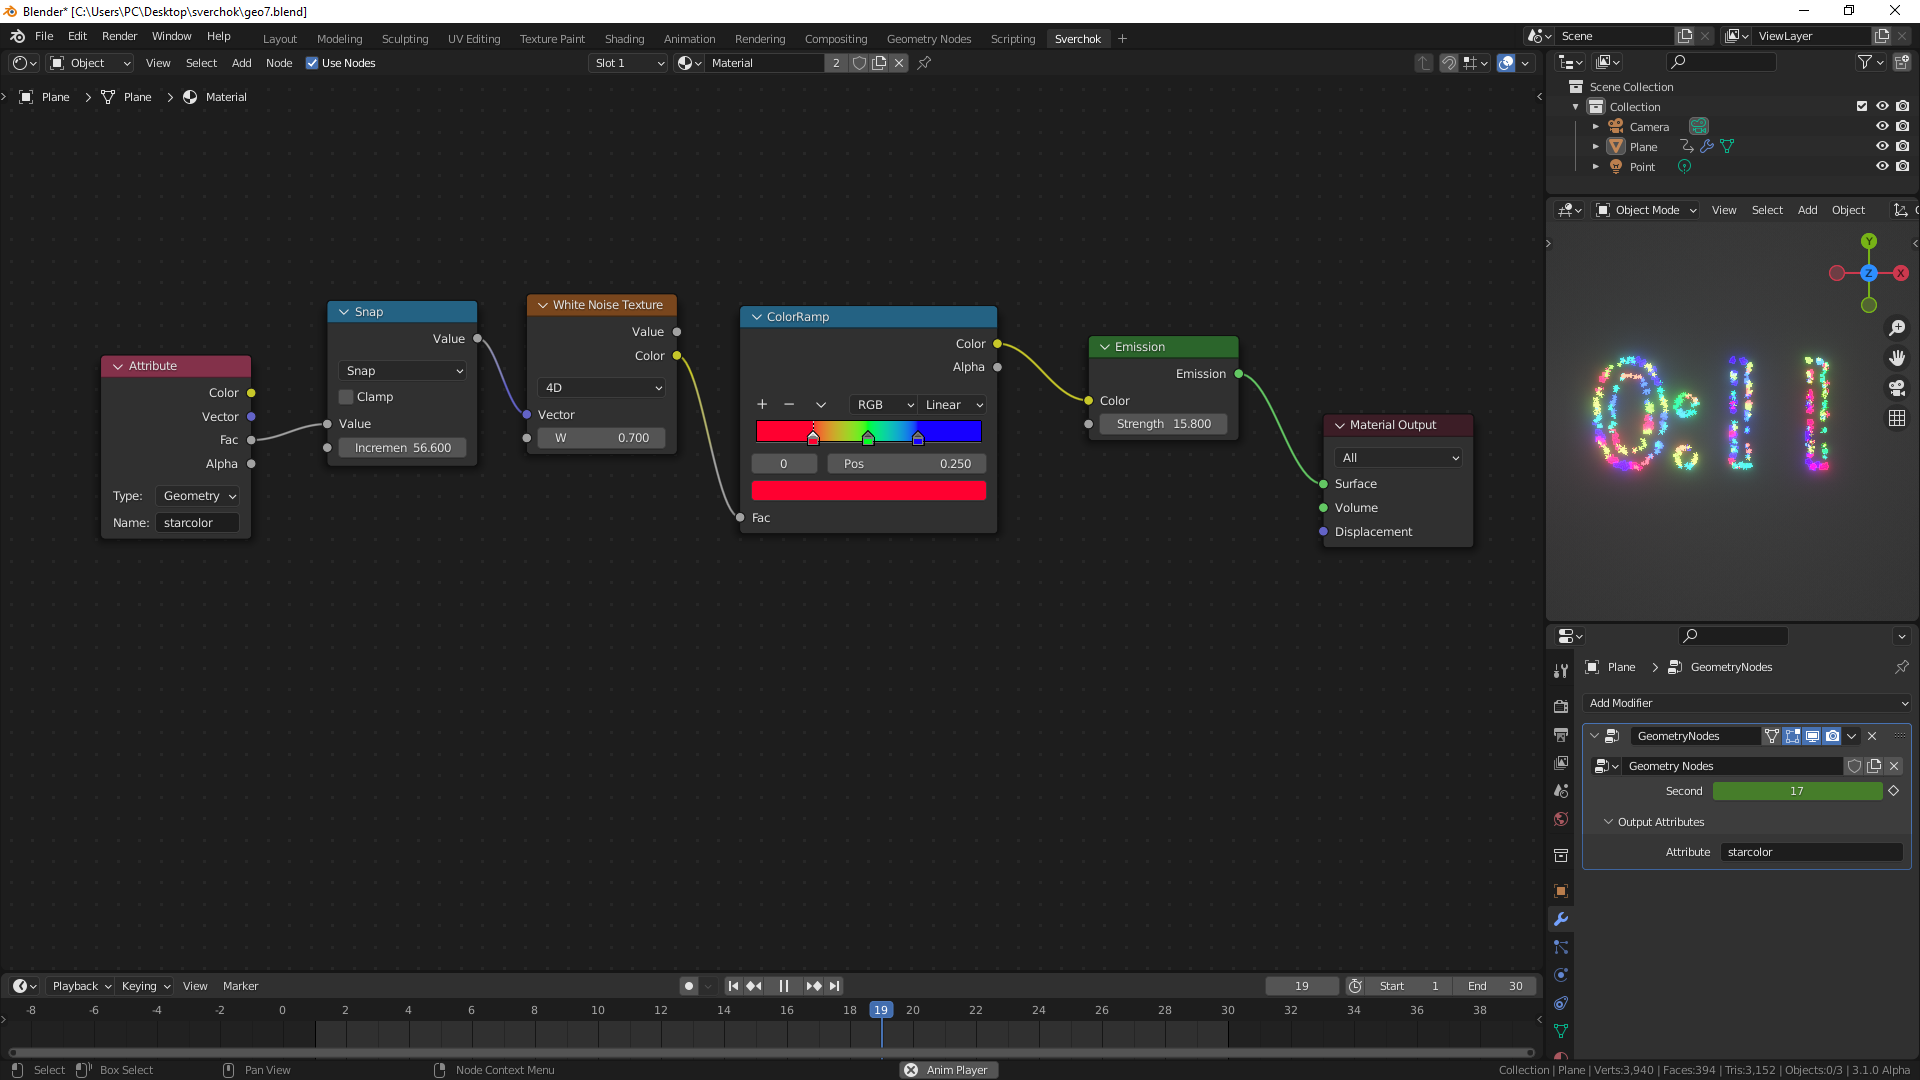 Blender* [C:\Users\PC\Desktop\sverchok\geo7.blend]
File Edit Render Window Help Layout Modeling Sculpting UV Editing Texture Paint Shading Animation Rendering Compositing Geometry Nodes Scripting Sverchok + Scene ViewLayer
Object View Select Add Node Use Nodes Slot 1 Material 2
Plane > Plane > Material
Scene Collection
Collection
Camera
Plane
Point
Object Mode View Select Add Object
Y
Z
X
0:11
Attribute
Color
Vector
Fac
Alpha
Type: Geometry
Name: starcolor
Snap
Value
Snap
Clamp
Value
Incremen 56.600
White Noise Texture
Value
Color
4D
Vector
W 0.700
ColorRamp
Color
Alpha
+ − RGB Linear
0 Pos 0.250
Fac
Emission
Emission
Color
Strength 15.800
Material Output
All
Surface
Volume
Displacement
Plane > GeometryNodes
Add Modifier
GeometryNodes
Geometry Nodes
Second 17
Output Attributes
Attribute starcolor
Playback Keying View Marker 19 Start 1 End 30
-8 -6 -4 -2 0 2 4 6 8 10 12 14 16 18 19 20 22 24 26 28 30 32 34 36 38
Select Box Select Pan View Node Context Menu Anim Player Collection | Plane | Verts:3,940 | Faces:394 | Tris:3,152 | Objects:0/3 | 3.1.0 Alpha